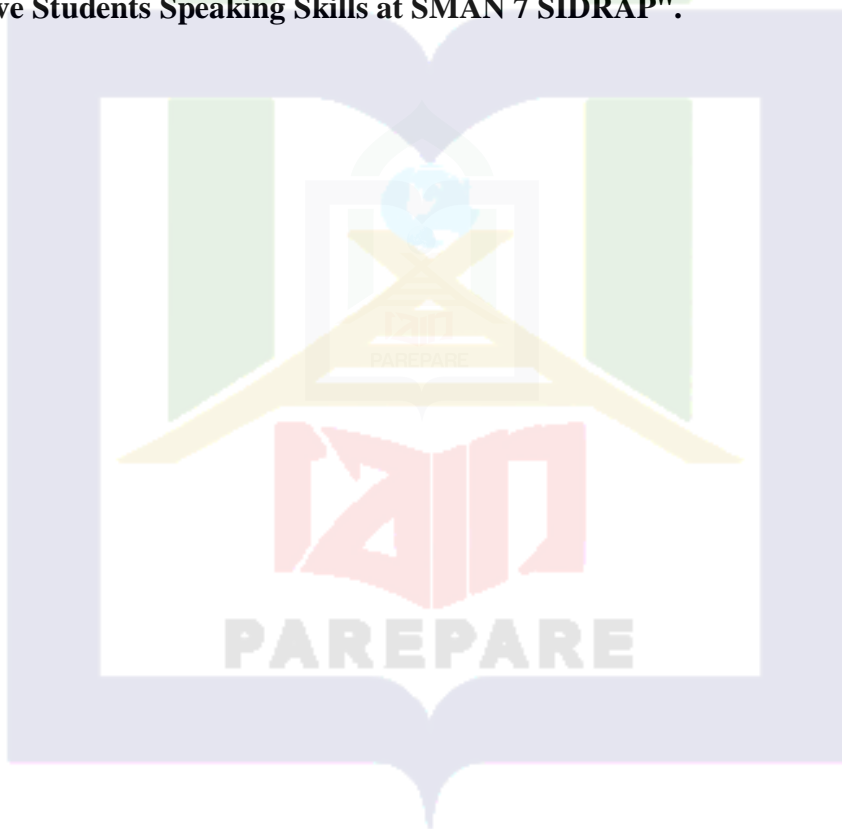 ve Students Speaking Skills at SMAN 7 SIDRAP".
iain
PAREPARE
iain
PAREPARE